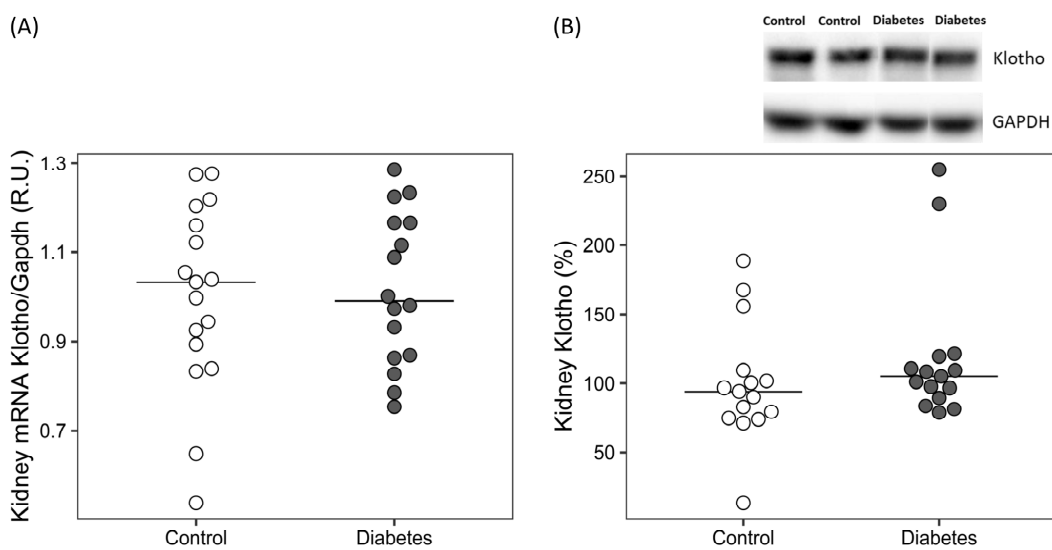 (A)
(B)
Control Control Diabetes Diabetes
Klotho
GAPDH
Kidney mRNA Klotho/Gapdh (R.U.)
1.3
1.1
0.9
0.7
Control Diabetes
Kidney Klotho (%)
250
200
150
100
50
Control Diabetes